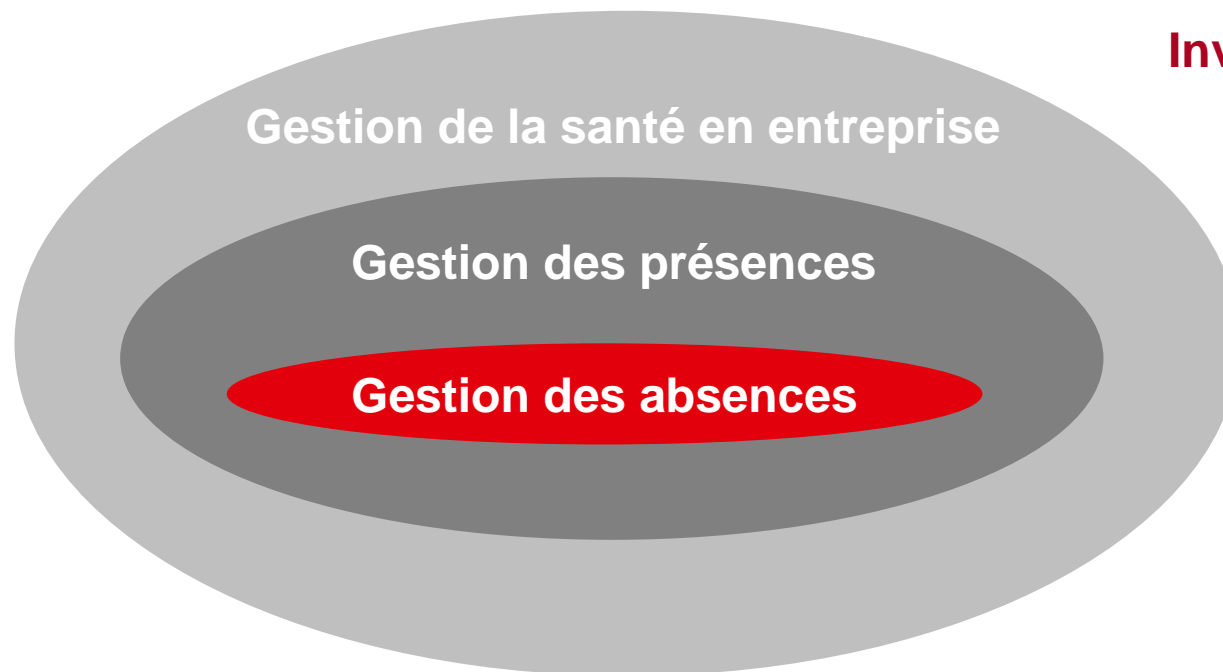 Gestion de la santé en entreprise
Gestion des présences
Gestion des absences